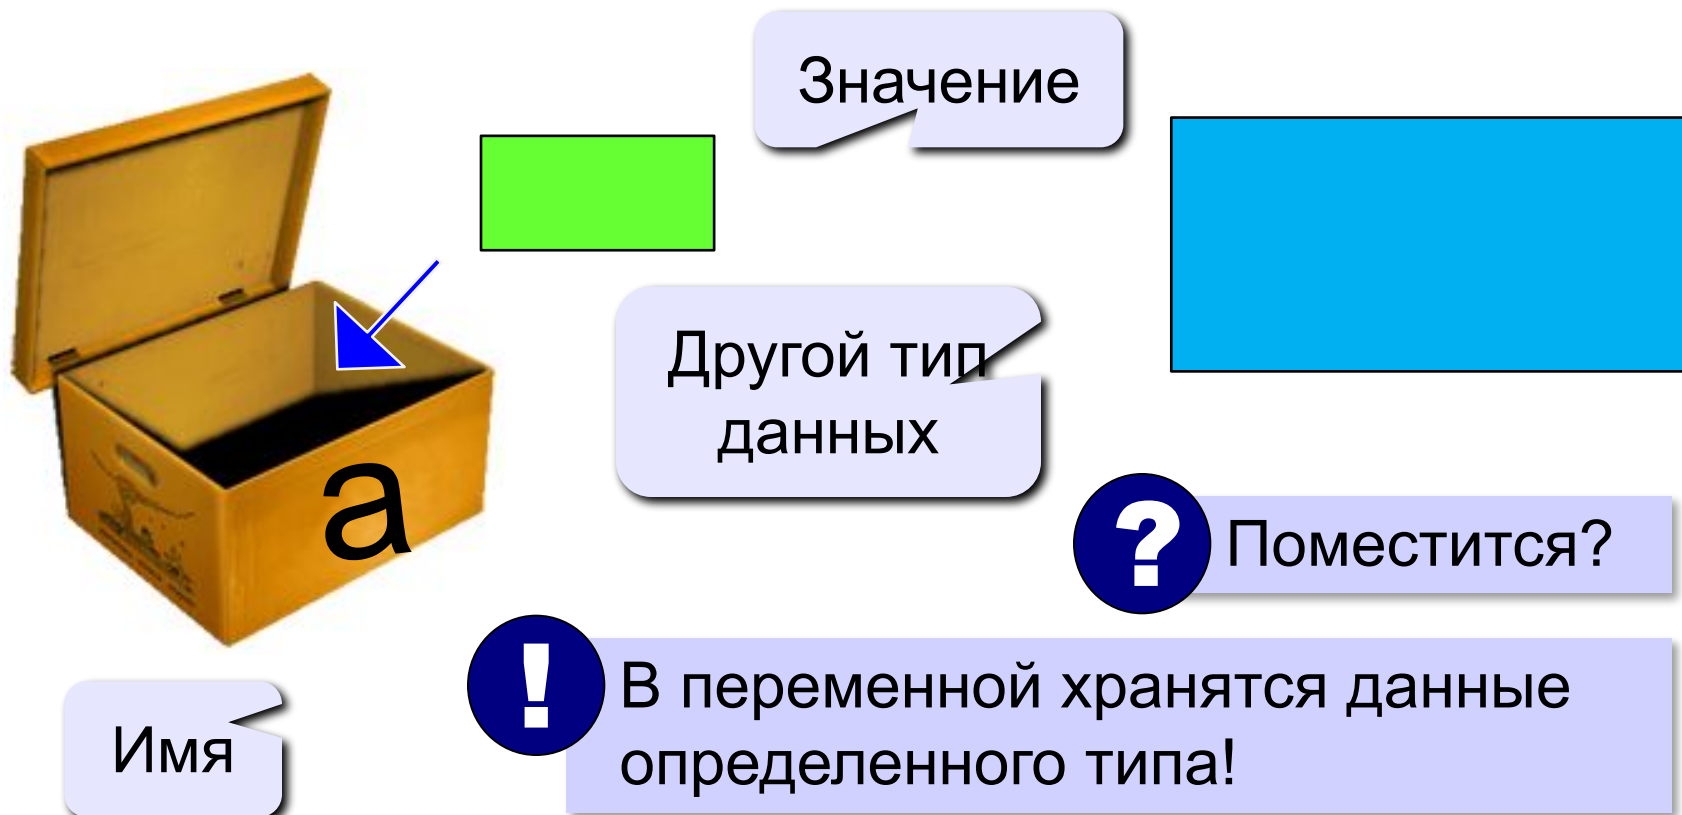 Значение
Другой тип
данных
a
?
Поместится?
!
В переменной хранятся данные
определенного типа!
Имя